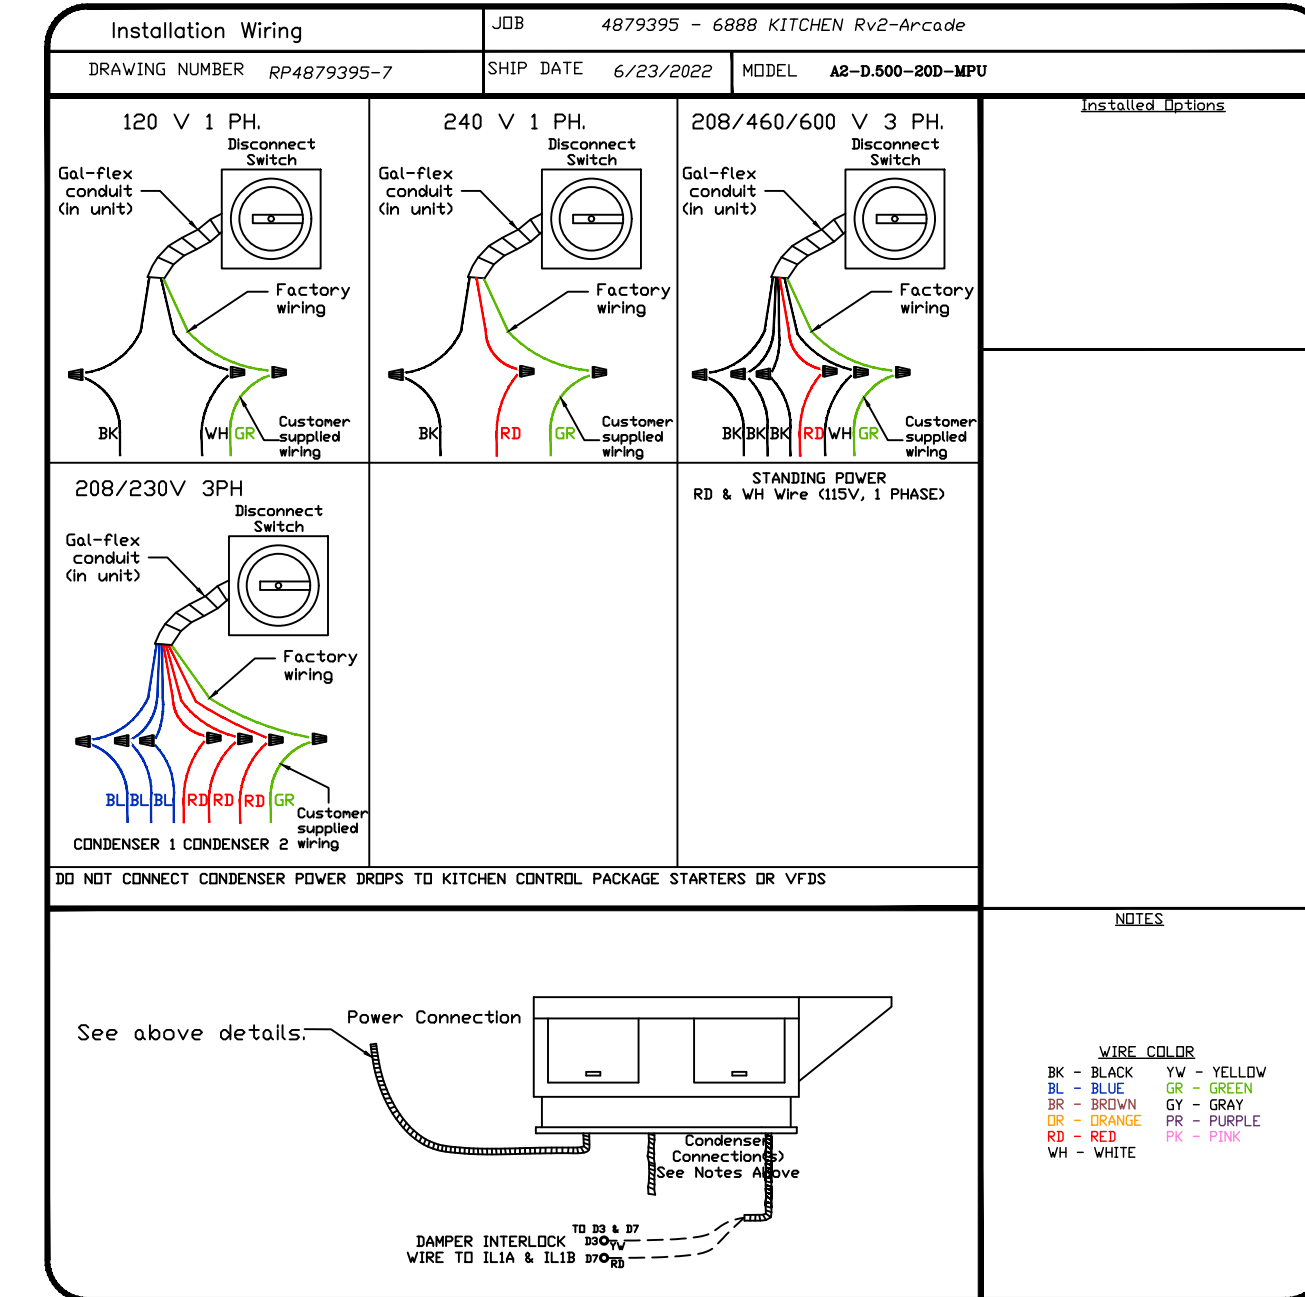 Installation Wiring
JOB 4879395 - 6888 KITCHEN Rv2-Arcade
DRAWING NUMBER RP4879395-7
SHIP DATE 6/23/2022
MODEL A2-D.500-20D-MPU
120 V 1 PH.
Disconnect
Switch
Gal-flex
conduit
(in unit)
Factory
wiring
BK WH GR
Customer
supplied
wiring
240 V 1 PH.
Disconnect
Switch
Gal-flex
conduit
(in unit)
Factory
wiring
BK RD GR
Customer
supplied
wiring
208/460/600 V 3 PH.
Disconnect
Switch
Gal-flex
conduit
(in unit)
Factory
wiring
BK BK BK RD WH GR
Customer
supplied
wiring
Installed Options
208/230V 3PH
Disconnect
Switch
Gal-flex
conduit
(in unit)
Factory
wiring
BL BL BL RD RD RD GR
Customer
supplied
wiring
CONDENSER 1 CONDENSER 2
STANDING POWER
RD & WH Wire (115V, 1 PHASE)
DO NOT CONNECT CONDENSER POWER DROPS TO KITCHEN CONTROL PACKAGE STARTERS OR VFDS
See above details.
Power Connection
Condenser
Connection(s)
See Notes Above
TO D3 & D7
DAMPER INTERLOCK D3 YW
WIRE TO IL1A & IL1B D7 RD
NOTES
WIRE COLOR
BK - BLACK YW - YELLOW
BL - BLUE GR - GREEN
BR - BROWN GY - GRAY
OR - ORANGE PR - PURPLE
RD - RED PK - PINK
WH - WHITE